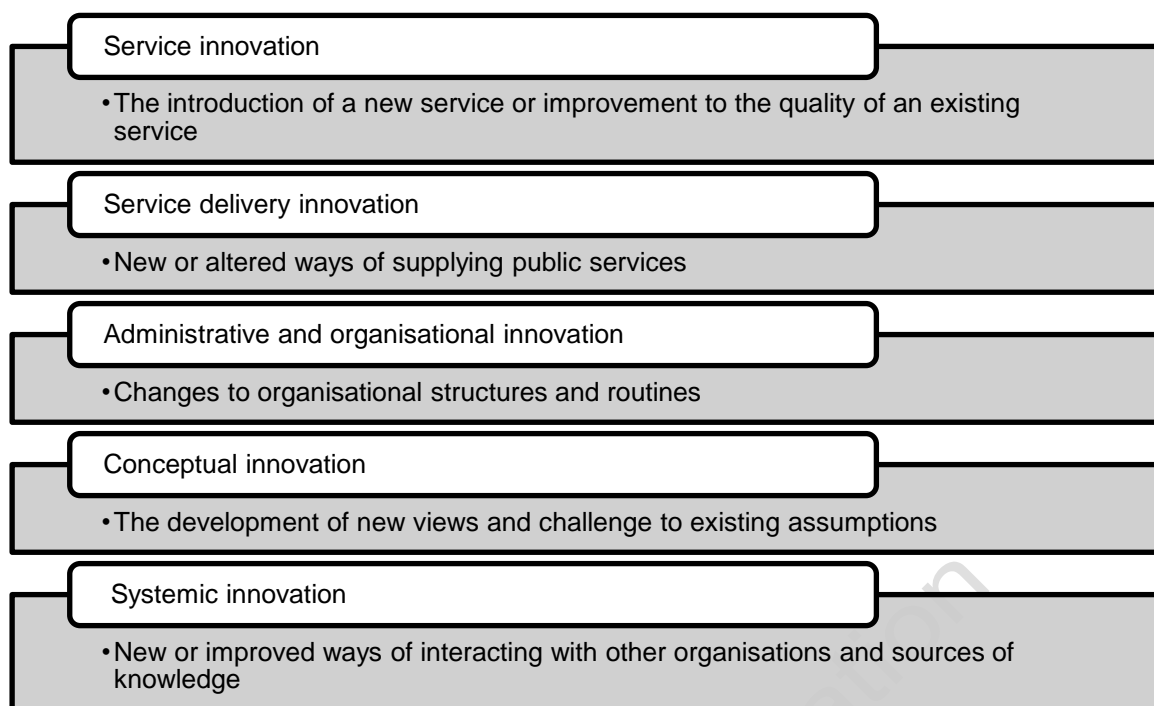 Service innovation
•The introduction of a new service or improvement to the quality of an existing
service
Service delivery innovation
•New or altered ways of supplying public services
Administrative and organisational innovation
•Changes to organisational structures and routines
Conceptual innovation
•The development of new views and challenge to existing assumptions
Systemic innovation
•New or improved ways of interacting with other organisations and sources of
knowledge